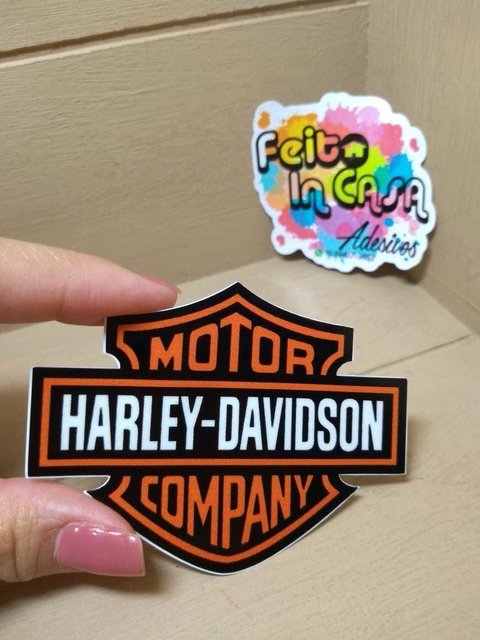 Feito
In CASA
Adesivos
MOTOR
HARLEY-DAVIDSON
COMPANY